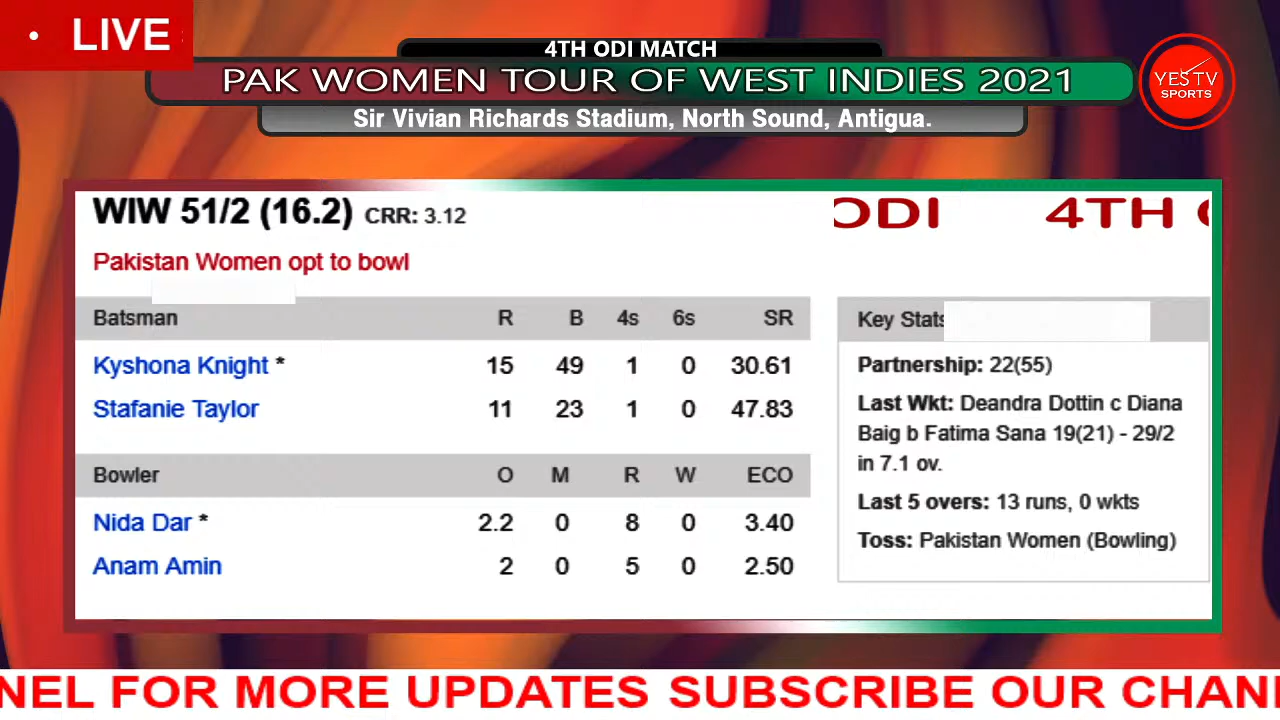 LIVE
4TH ODI MATCH
PAK WOMEN TOUR OF WEST INDIES 2021
YESTV
SPORTS
Sir Vivian Richards Stadium, North Sound, Antigua.
WIW 51/2 (16.2) CRR: 3.12
ODI 4TH
Pakistan Women opt to bowl
Batsman R B 4s 6s SR
Kyshona Knight * 15 49 1 0 30.61
Stafanie Taylor 11 23 1 0 47.83
Bowler O M R W ECO
Nida Dar * 2.2 0 8 0 3.40
Anam Amin 2 0 5 0 2.50
Key Stats
Partnership: 22(55)
Last Wkt: Deandra Dottin c Diana
Baig b Fatima Sana 19(21) - 29/2
in 7.1 ov.
Last 5 overs: 13 runs, 0 wkts
Toss: Pakistan Women (Bowling)
NEL FOR MORE UPDATES SUBSCRIBE OUR CHAN